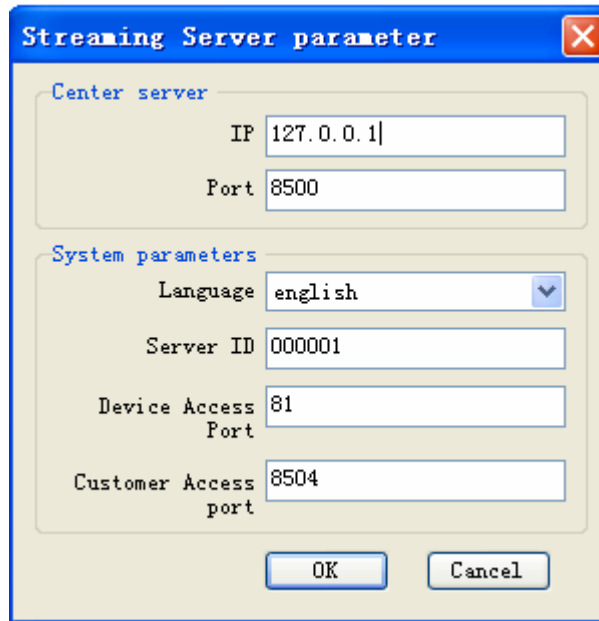 Streaming Server parameter
Center server
IP 127.0.0.1
Port 8500
System parameters
Language english
Server ID 000001
Device Access Port 81
Customer Access port 8504
OK Cancel